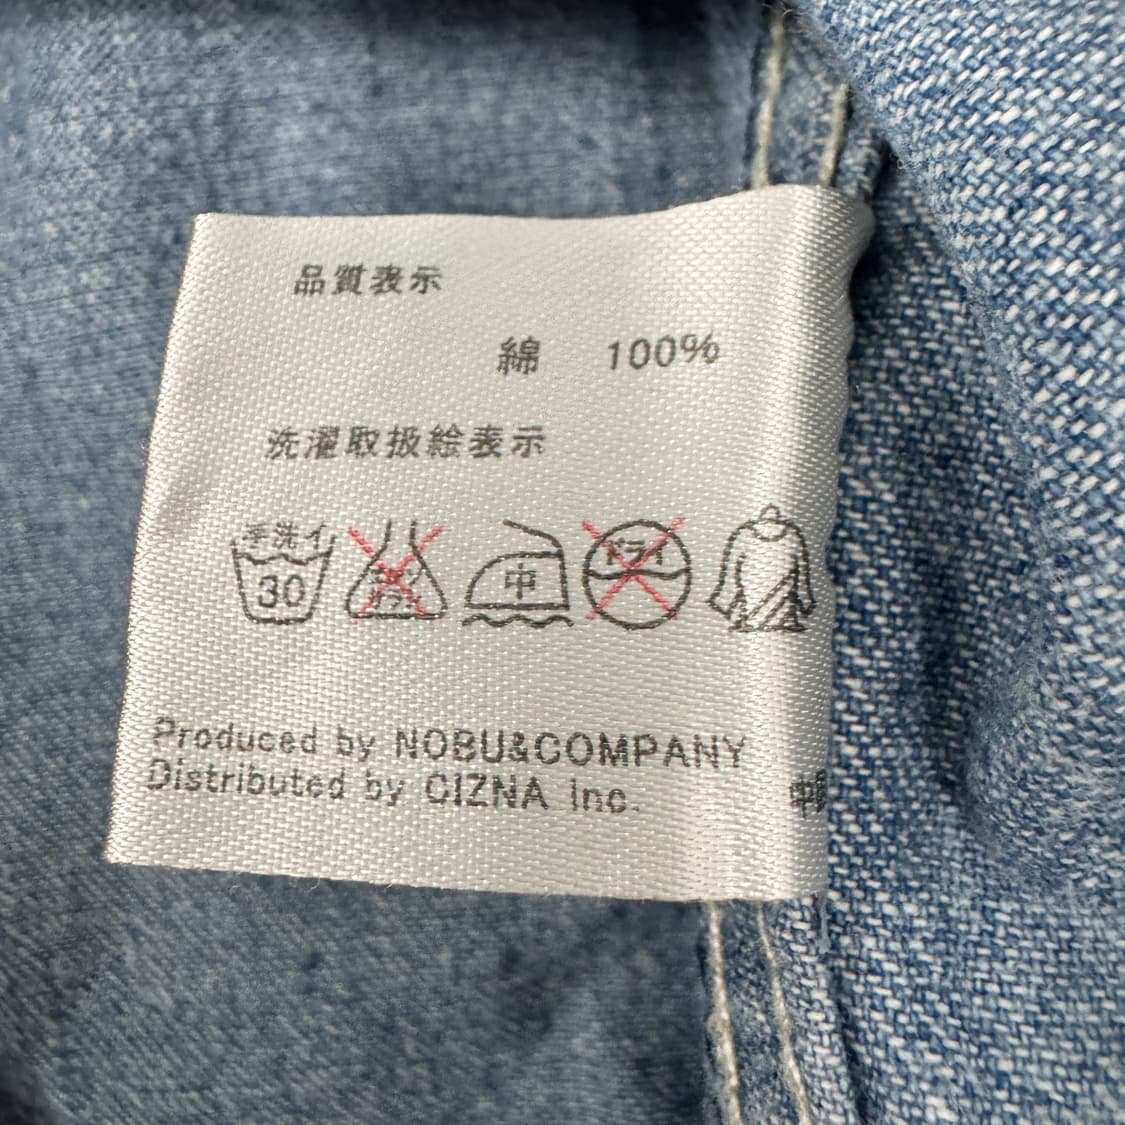 品質表示
綿 100%
洗濯取扱絵表示
手洗イ 30 中 ドライ
Produced by NOBU&COMPANY
Distributed by CIZNA Inc.
中